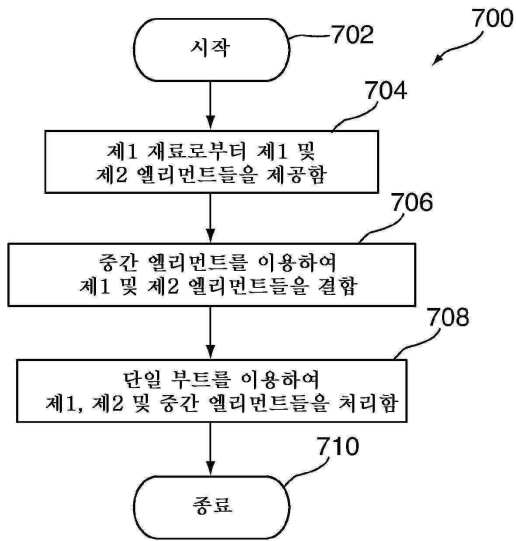 시작
702
700
704
제1 재료로부터 제1 및
제2 엘리먼트들을 제공함
706
중간 엘리먼트를 이용하여
제1 및 제2 엘리먼트들을 결합
708
단일 부트를 이용하여
제1, 제2 및 중간 엘리먼트들을 처리함
710
종료